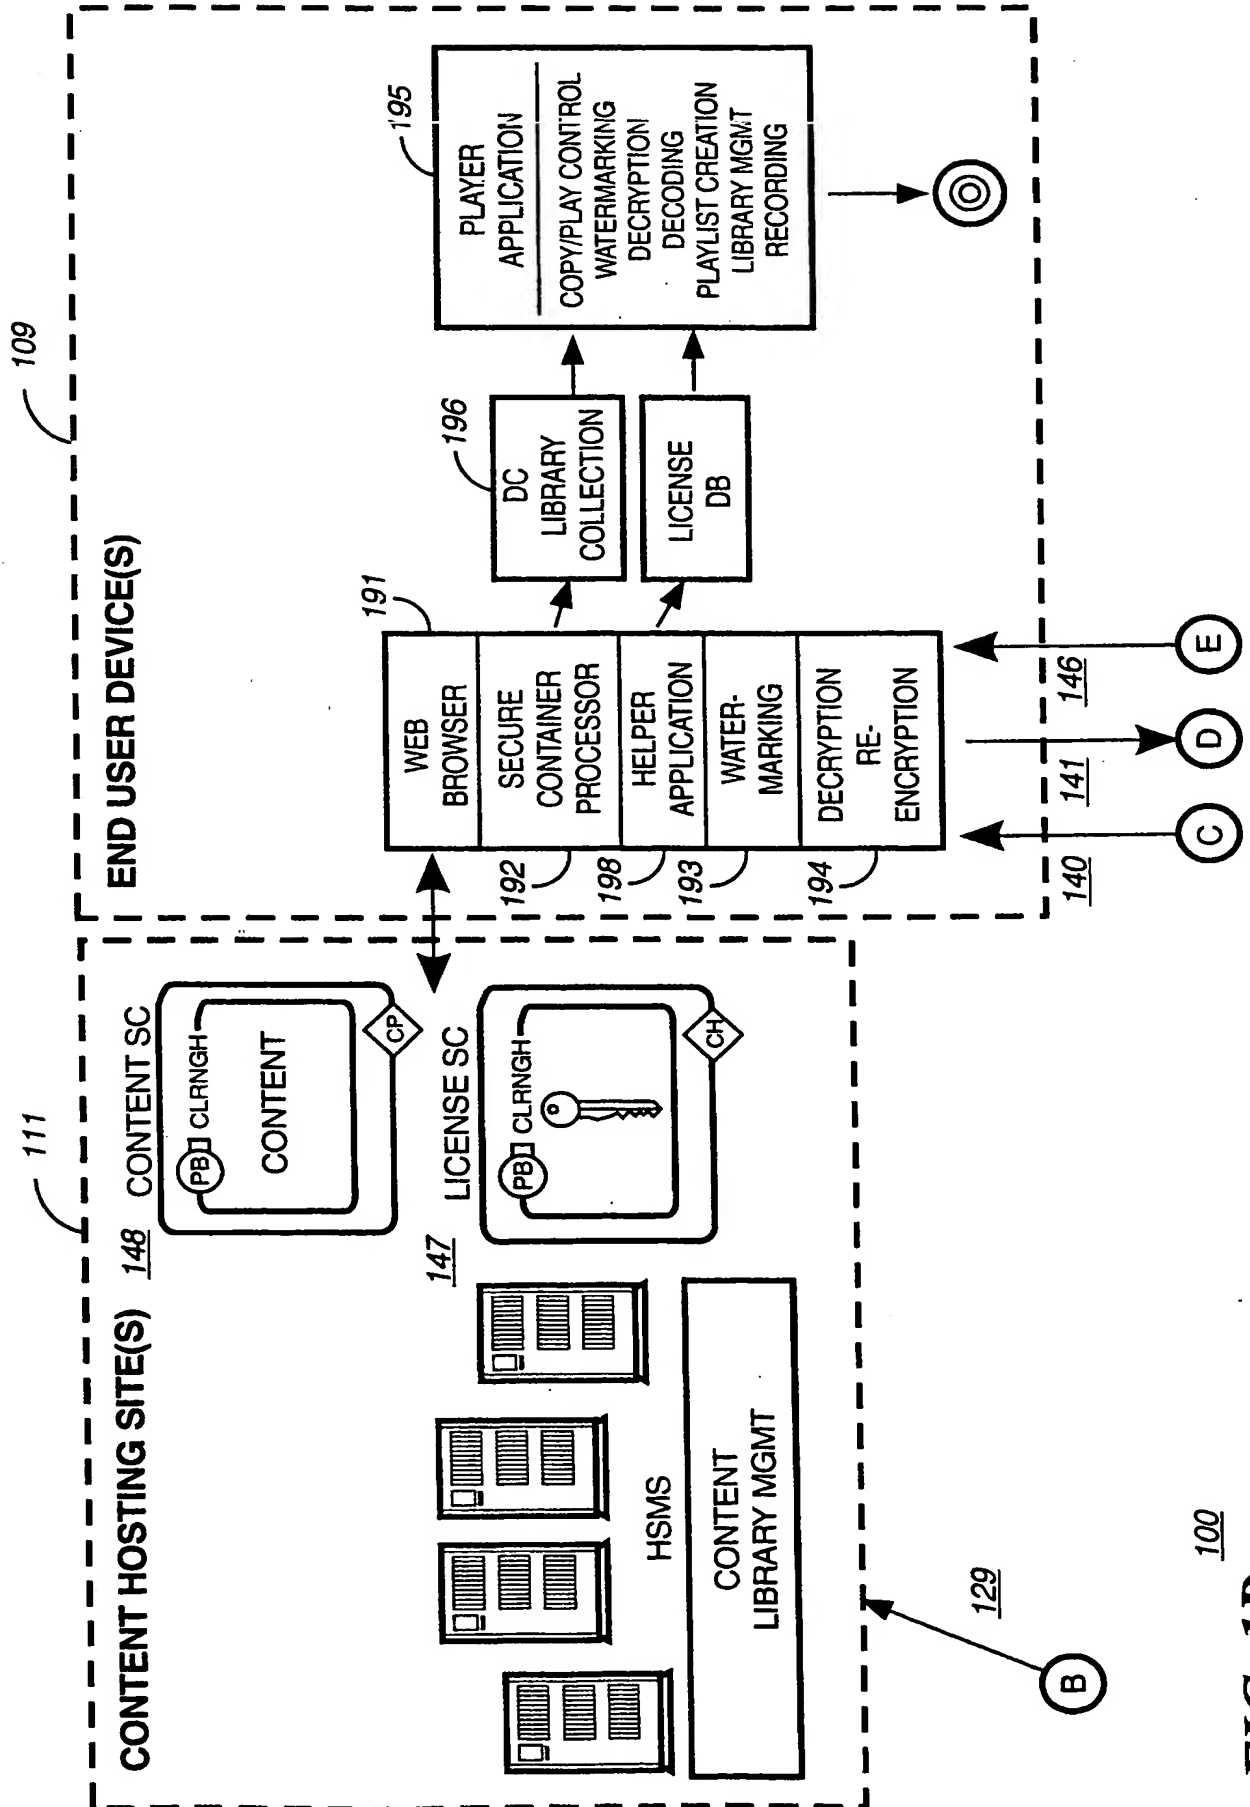 111
109
CONTENT HOSTING SITE(S)
148
CONTENT SC
PB
CLRNGH
CONTENT
CP
147
LICENSE SC
PB
CLRNGH
CH
HSMS
CONTENT
LIBRARY MGMT
129
B
100
END USER DEVICE(S)
191
WEB
BROWSER
192
SECURE
CONTAINER
PROCESSOR
198
HELPER
APPLICATION
193
WATER-
MARKING
194
DECRYPTION
RE-
ENCRYPTION
196
DC
LIBRARY
COLLECTION
LICENSE
DB
195
PLAYER
APPLICATION
COPY/PLAY CONTROL
WATERMARKING
DECRYPTION
DECODING
PLAYLIST CREATION
LIBRARY MGMT
RECORDING
140
141
146
C
D
E